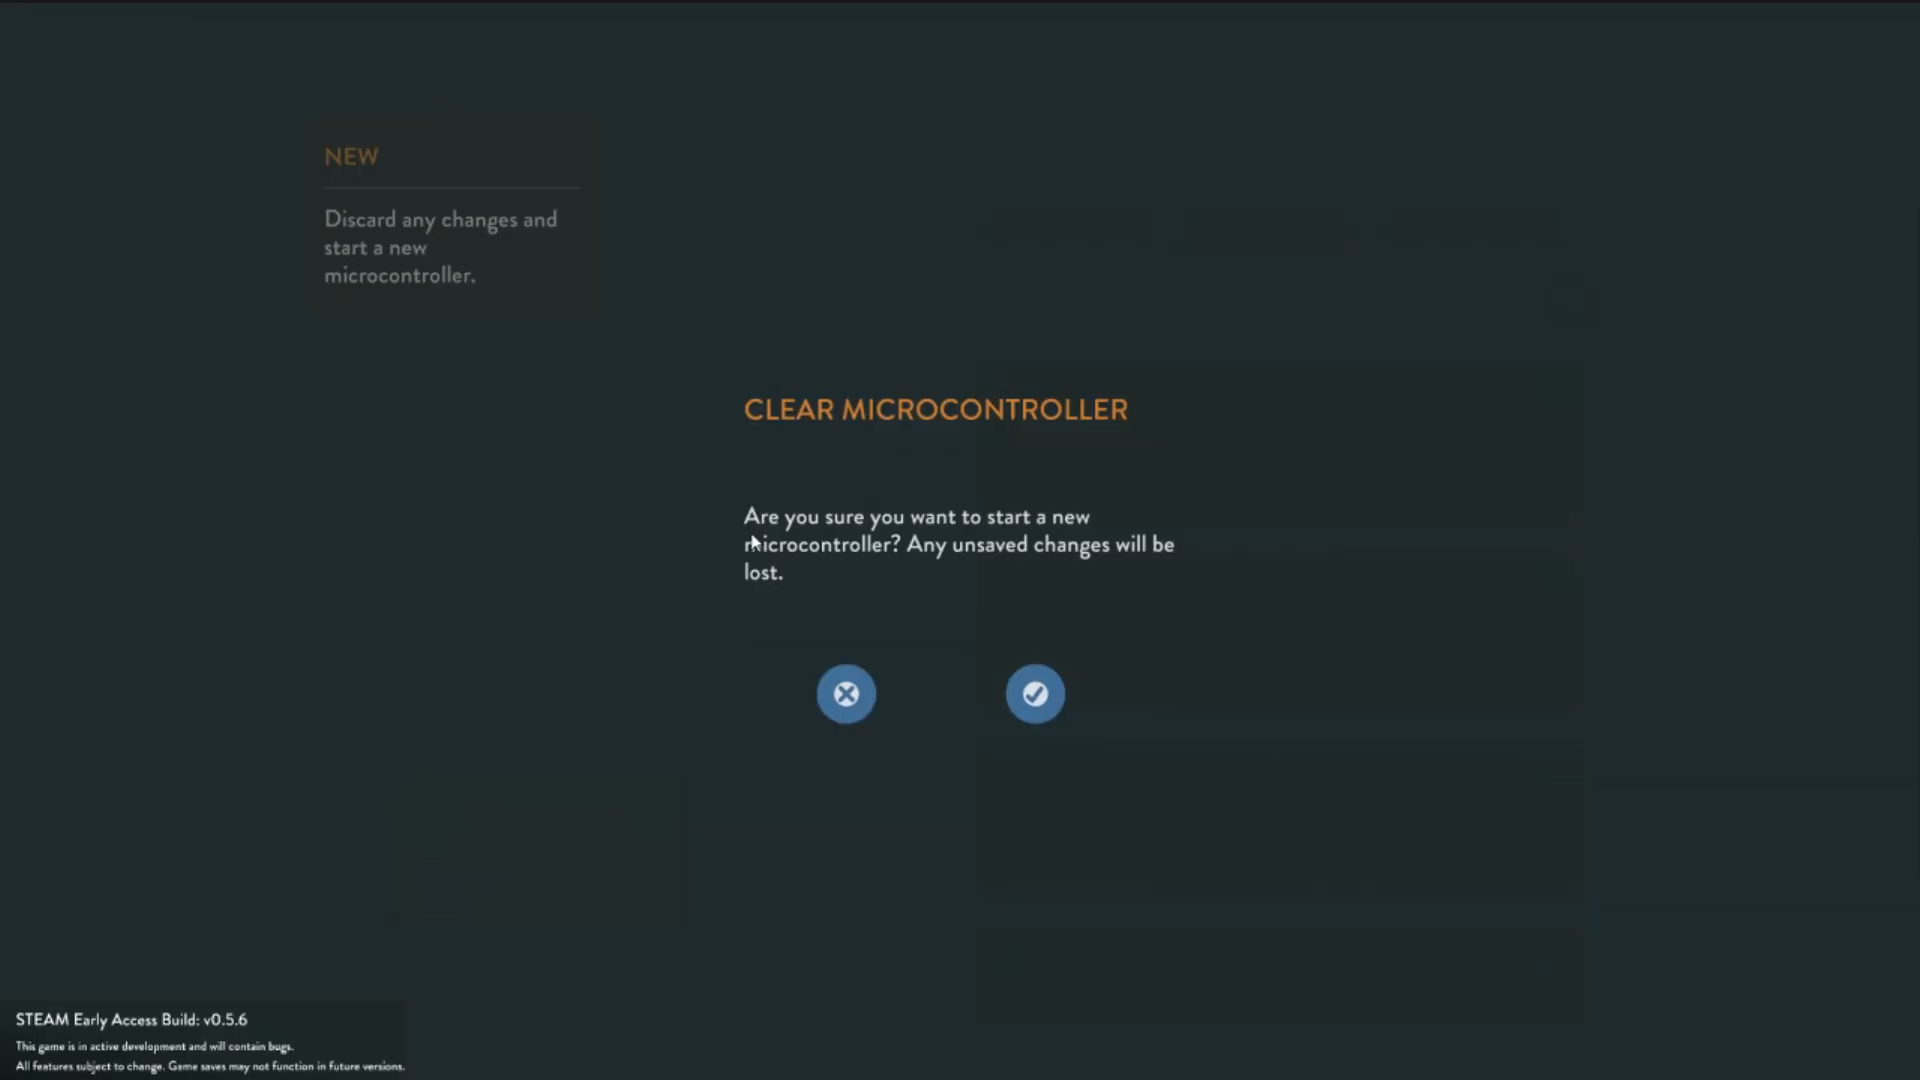 NEW
Discard any changes and
start a new
microcontroller.
CLEAR MICROCONTROLLER
Are you sure you want to start a new
microcontroller? Any unsaved changes will be
lost.
STEAM Early Access Build: v0.5.6
This game is in active development and will contain bugs.
All features subject to change. Game saves may not function in future versions.